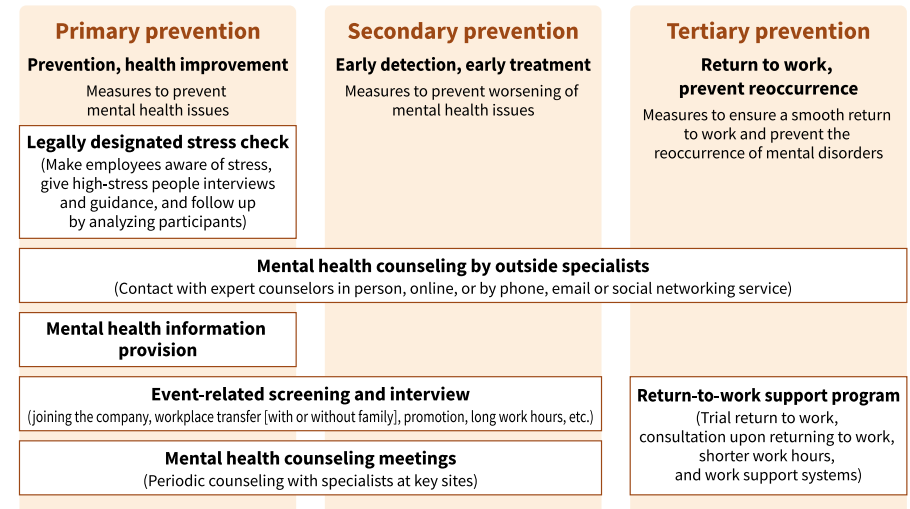 Primary prevention
Prevention, health improvement
Measures to prevent
mental health issues
Secondary prevention
Early detection, early treatment
Measures to prevent worsening of
mental health issues
Tertiary prevention
Return to work,
prevent reoccurrence
Measures to ensure a smooth return
to work and prevent the
reoccurrence of mental disorders
Legally designated stress check
(Make employees aware of stress,
give high-stress people interviews
and guidance, and follow up
by analyzing participants)
Mental health counseling by outside specialists
(Contact with expert counselors in person, online, or by phone, email or social networking service)
Mental health information
provision
Event-related screening and interview
(joining the company, workplace transfer [with or without family], promotion, long work hours, etc.)
Mental health counseling meetings
(Periodic counseling with specialists at key sites)
Return-to-work support program
(Trial return to work,
consultation upon returning to work,
shorter work hours,
and work support systems)